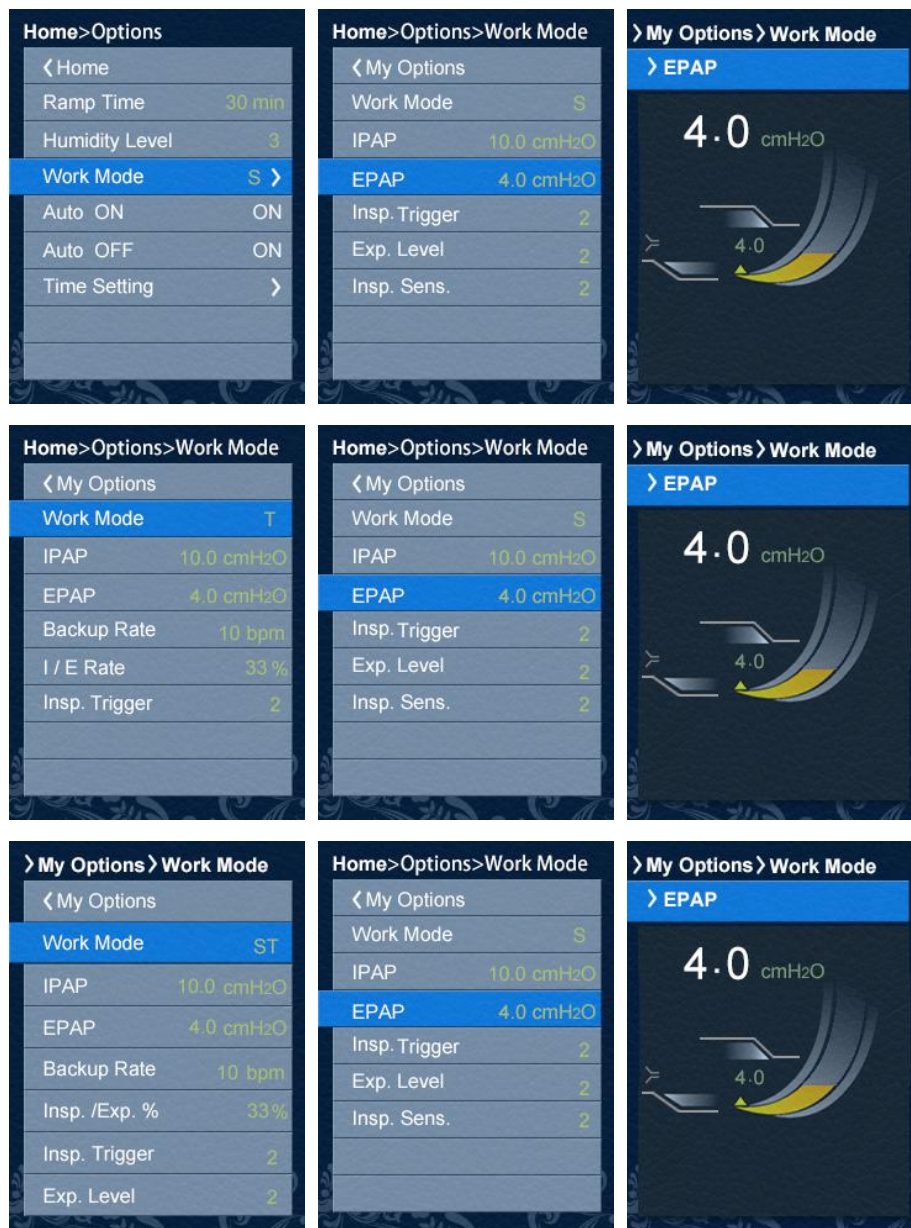 Home>Options
❮Home
Ramp Time 30 min
Humidity Level 3
Work Mode S ❯
Auto ON ON
Auto OFF ON
Time Setting ❯
Home>Options>Work Mode
❮My Options
Work Mode S
IPAP 10.0 cmH2O
EPAP 4.0 cmH2O
Insp. Trigger 2
Exp. Level 2
Insp. Sens. 2
❯My Options❯Work Mode
❯ EPAP
4.0 cmH2O
4.0
Home>Options>Work Mode
❮My Options
Work Mode T
IPAP 10.0 cmH2O
EPAP 4.0 cmH2O
Backup Rate 10 bpm
I / E Rate 33 %
Insp. Trigger 2
Home>Options>Work Mode
❮My Options
Work Mode S
IPAP 10.0 cmH2O
EPAP 4.0 cmH2O
Insp. Trigger 2
Exp. Level 2
Insp. Sens. 2
❯My Options❯Work Mode
❯ EPAP
4.0 cmH2O
4.0
❯My Options❯Work Mode
❮My Options
Work Mode ST
IPAP 10.0 cmH2O
EPAP 4.0 cmH2O
Backup Rate 10 bpm
Insp. /Exp. % 33%
Insp. Trigger 2
Exp. Level 2
Home>Options>Work Mode
❮My Options
Work Mode S
IPAP 10.0 cmH2O
EPAP 4.0 cmH2O
Insp. Trigger 2
Exp. Level 2
Insp. Sens. 2
❯My Options❯Work Mode
❯ EPAP
4.0 cmH2O
4.0